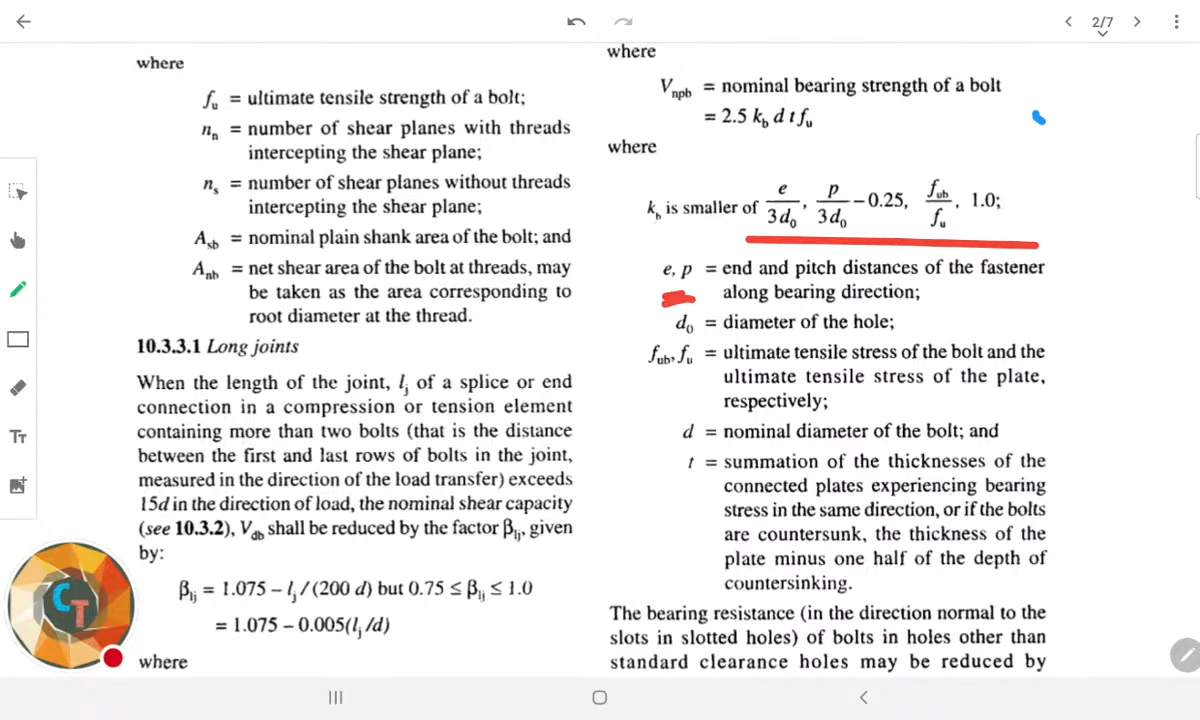 2/7
where
f_u = ultimate tensile strength of a bolt;
n_n = number of shear planes with threads
intercepting the shear plane;
n_s = number of shear planes without threads
intercepting the shear plane;
A_sb = nominal plain shank area of the bolt; and
A_nb = net shear area of the bolt at threads, may
be taken as the area corresponding to
root diameter at the thread.
10.3.3.1 Long joints
When the length of the joint, l_j of a splice or end
connection in a compression or tension element
containing more than two bolts (that is the distance
between the first and last rows of bolts in the joint,
measured in the direction of the load transfer) exceeds
15d in the direction of load, the nominal shear capacity
(see 10.3.2), V_db shall be reduced by the factor β_lj, given
by:
β_lj = 1.075 – l_j / (200 d) but 0.75 ≤ β_lj ≤ 1.0
= 1.075 – 0.005(l_j /d)
where
where
V_npb = nominal bearing strength of a bolt
= 2.5 k_b d t f_u
where
k_b is smaller of e/3d_0, p/3d_0 – 0.25, f_ub/f_u, 1.0;
e, p = end and pitch distances of the fastener
along bearing direction;
d_0 = diameter of the hole;
f_ub, f_u = ultimate tensile stress of the bolt and the
ultimate tensile stress of the plate,
respectively;
d = nominal diameter of the bolt; and
t = summation of the thicknesses of the
connected plates experiencing bearing
stress in the same direction, or if the bolts
are countersunk, the thickness of the
plate minus one half of the depth of
countersinking.
The bearing resistance (in the direction normal to the
slots in slotted holes) of bolts in holes other than
standard clearance holes may be reduced by
Tт
CT